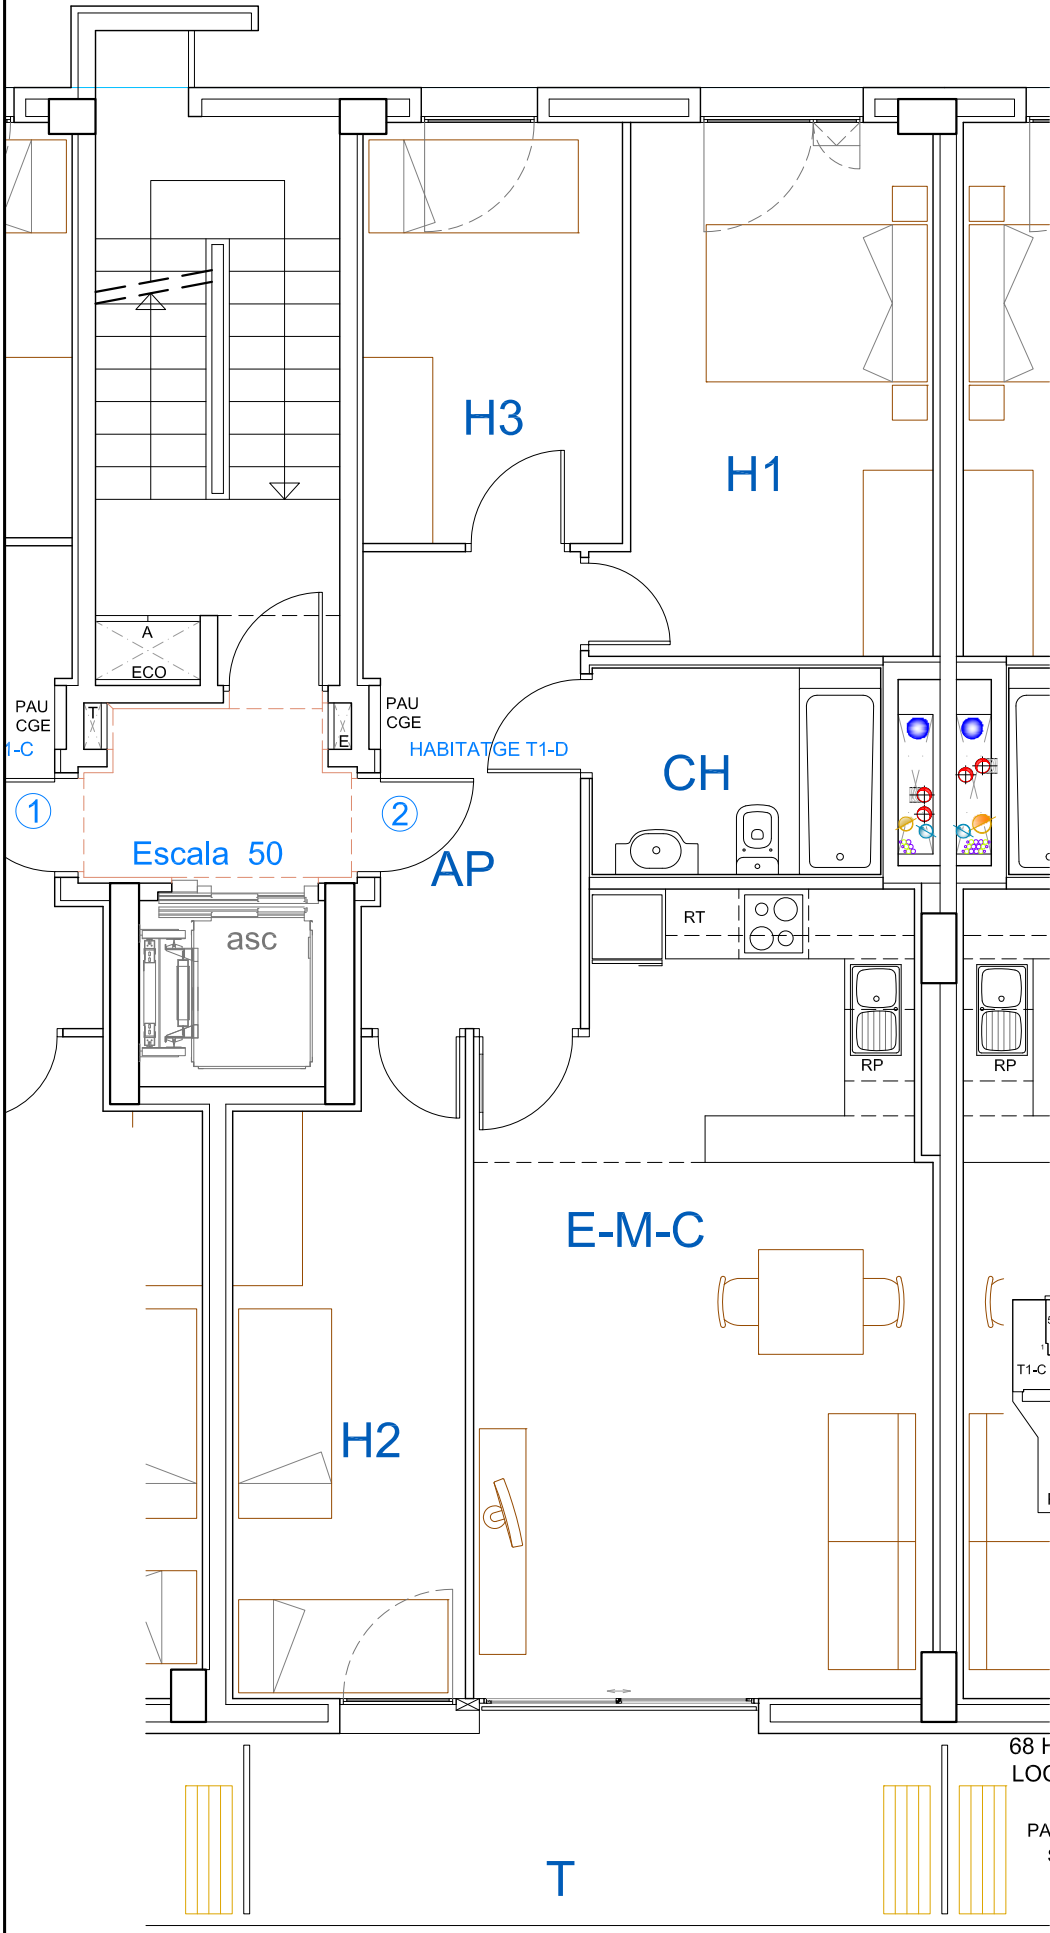 H3
H1
A
ECO
PAU
CGE
T
E
PAU
CGE
1-C
HABITATGE T1-D
CH
1
2
Escala 50
AP
asc
RT
RP
RP
E-M-C
T1-C
H2
68 H
LOC
PA
T